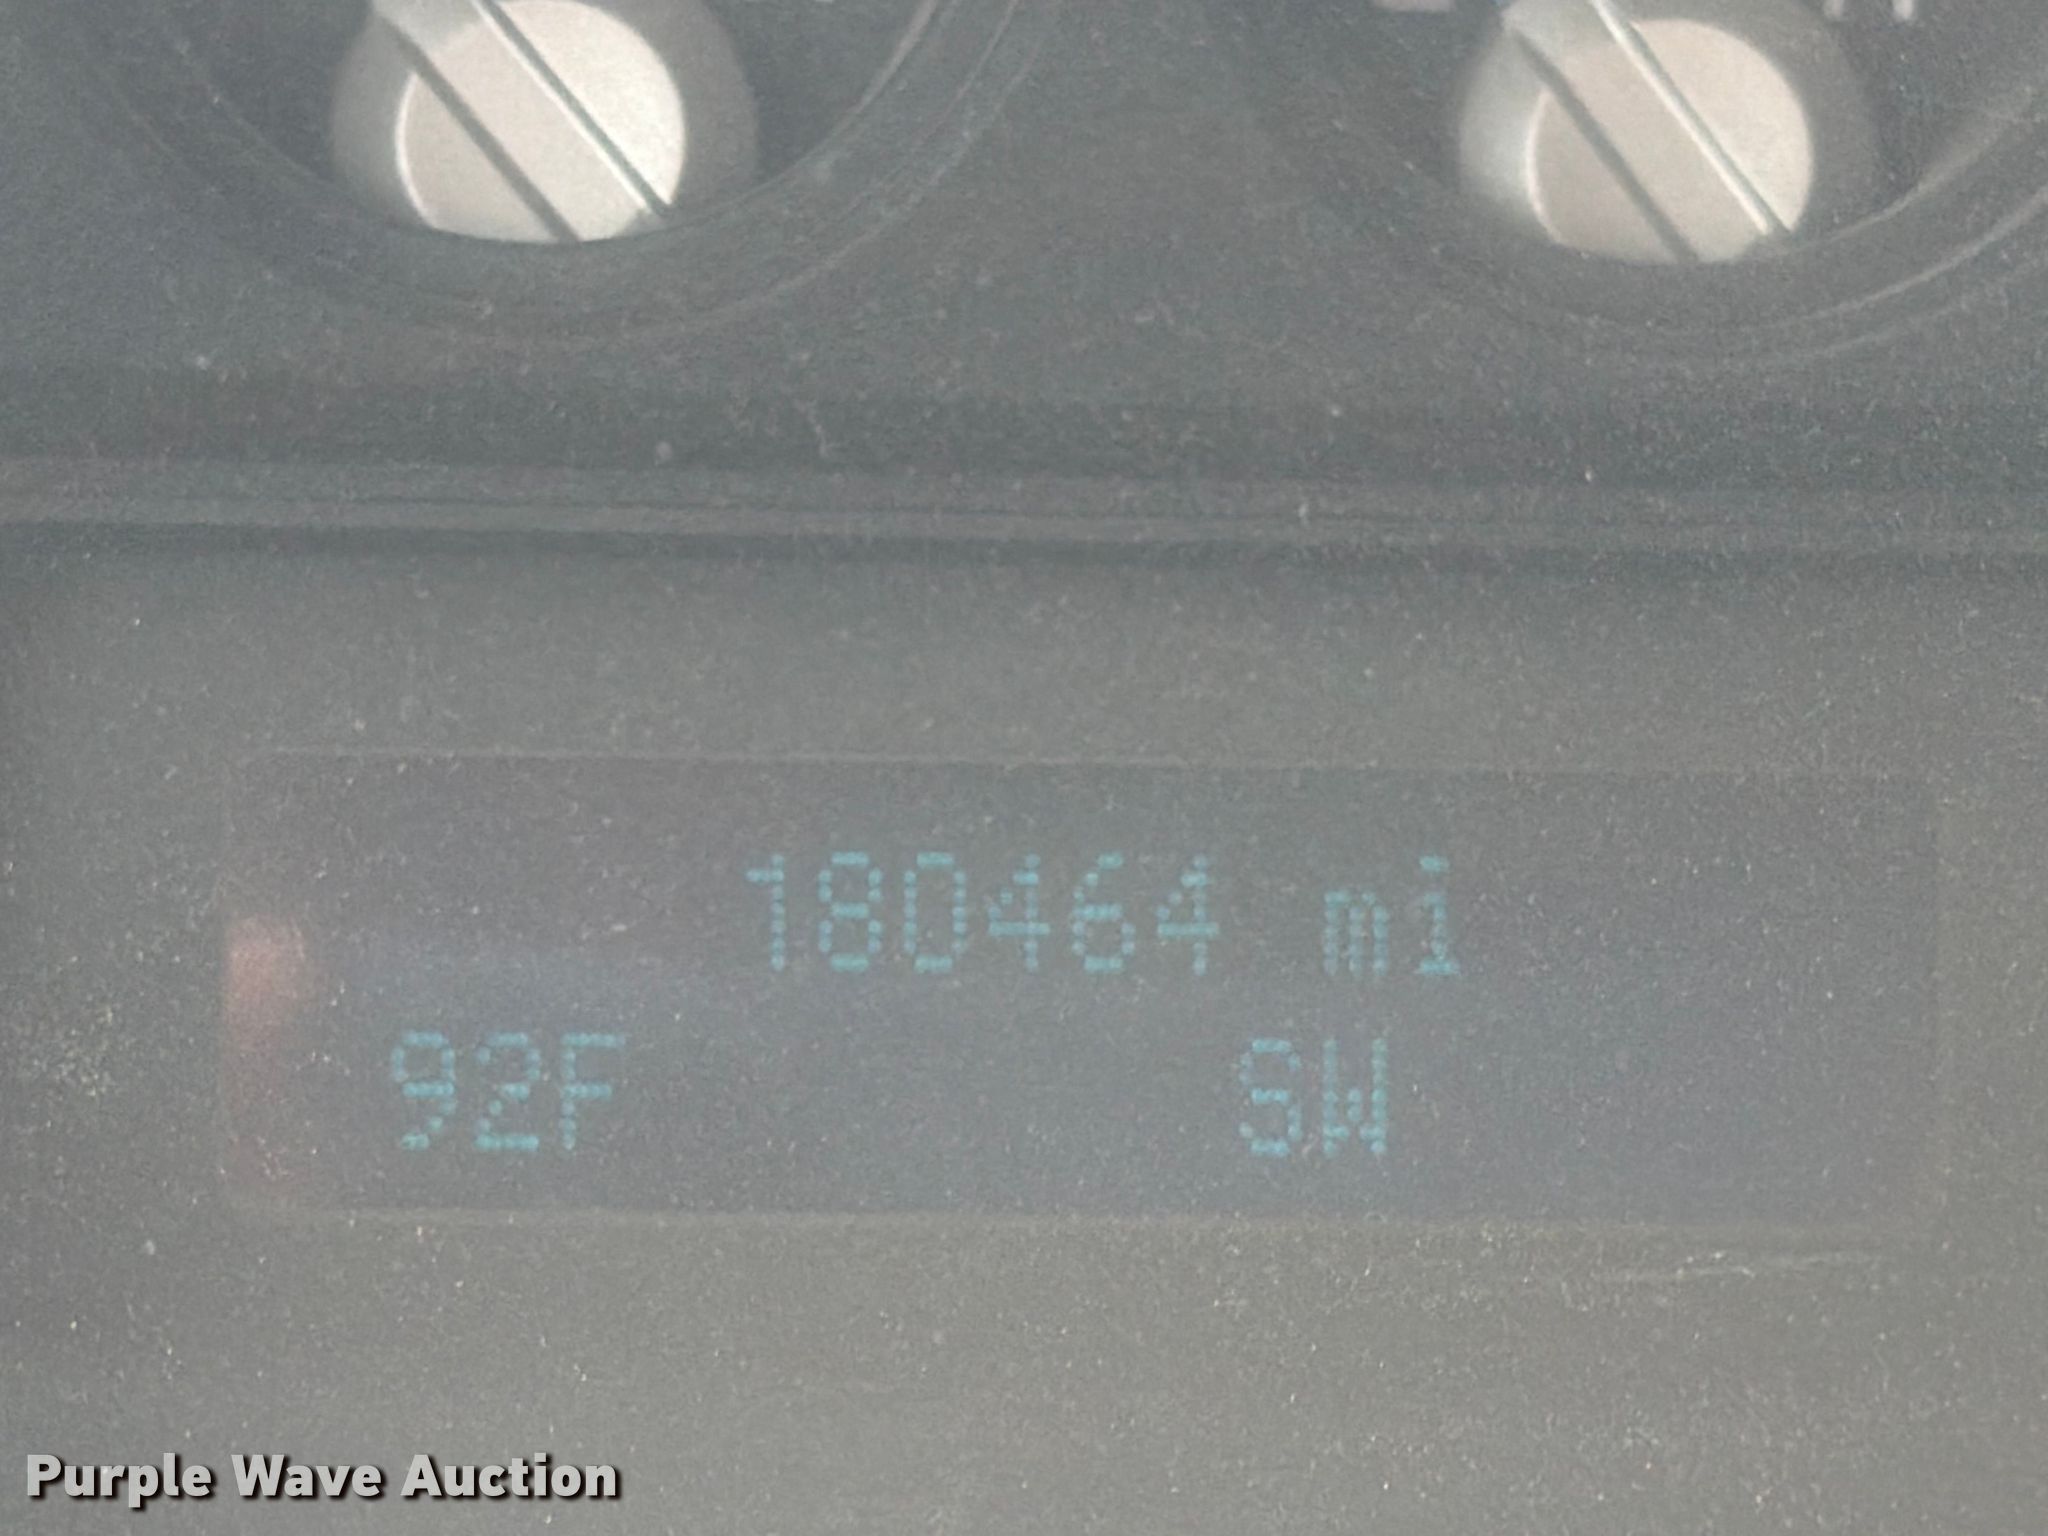 180464 mi
92F SW
Purple Wave Auction